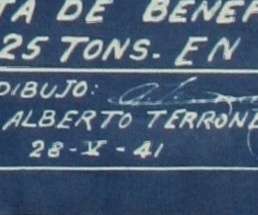 TA DE BENEF
25 TONS. EN
DIBUJO:
ALBERTO TERRONE
28-V-41